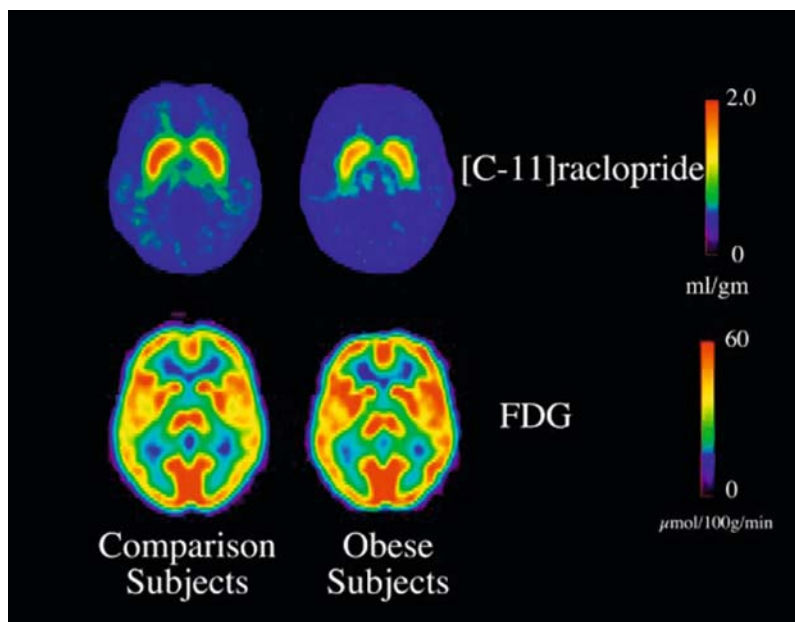 2.0
[C-11]raclopride
0
ml/gm
60
FDG
0
μmol/100g/min
Comparison
Subjects
Obese
Subjects